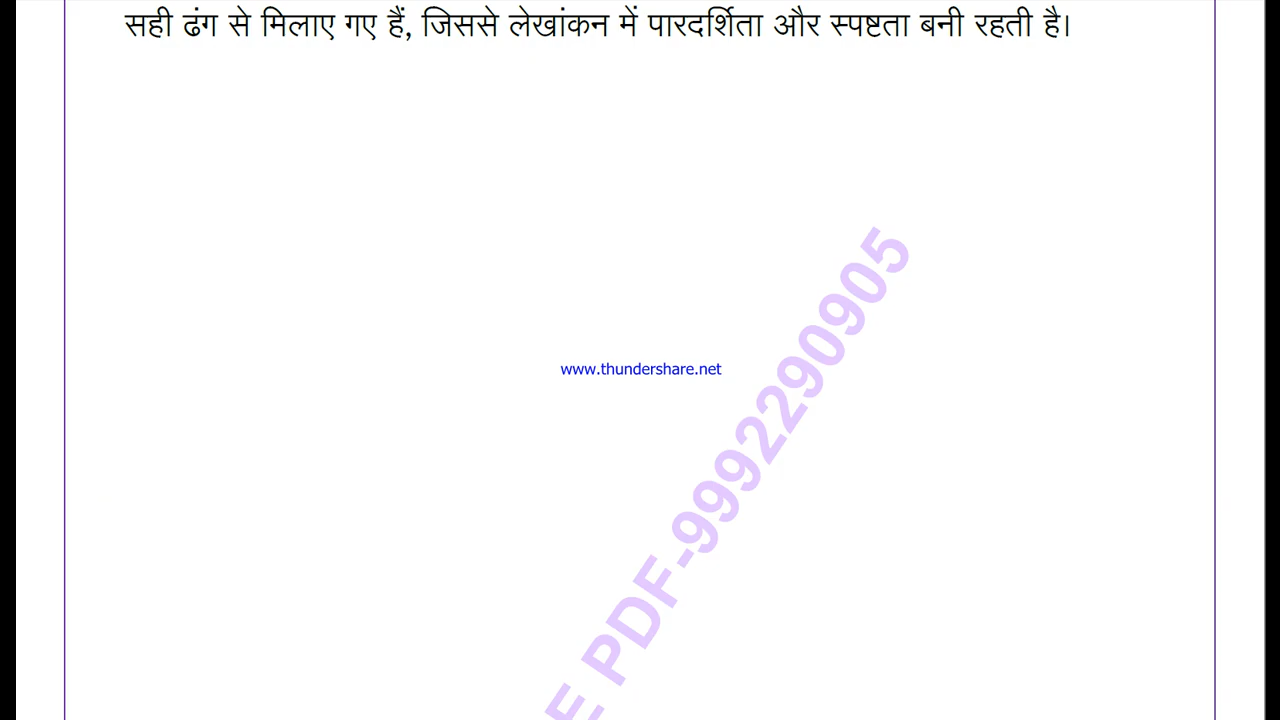 सही ढंग से मिलाए गए हैं, जिससे लेखांकन में पारदर्शिता और स्पष्टता बनी रहती है।
www.thundershare.net
E PDF-9992290905